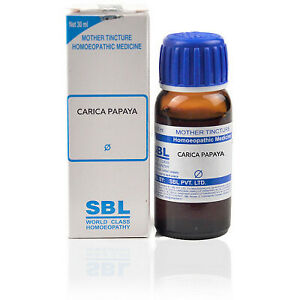 Net 30 ml
MOTHER TINCTURE
HOMOEOPATHIC MEDICINE
CARICA PAPAYA
Ø
SBL
WORLD CLASS
HOMOEOPATHY
MOTHER TINCTURE
Homoeopathic Medicine
CARICA PAPAYA
Ø
SBL PVT. LTD.